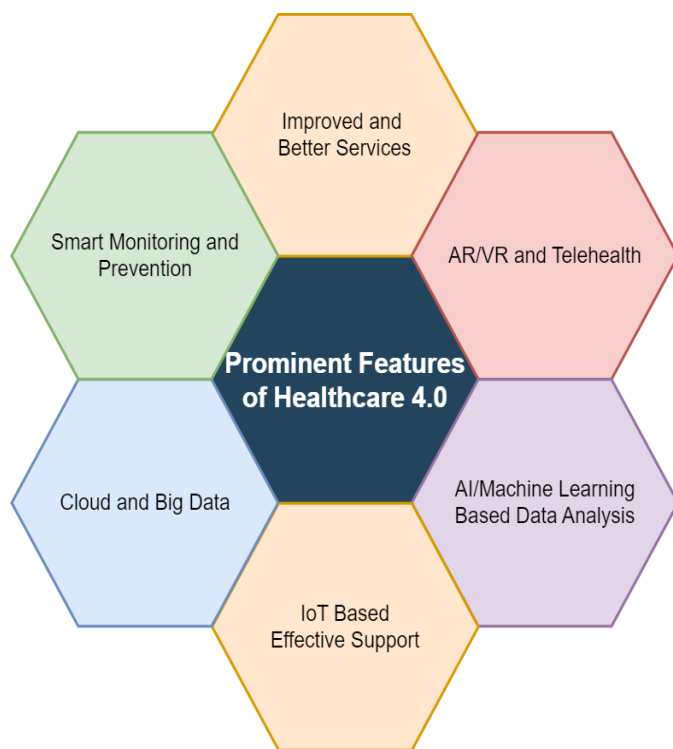 Improved and
Better Services
Smart Monitoring and
Prevention
AR/VR and Telehealth
Prominent Features
of Healthcare 4.0
Cloud and Big Data
AI/Machine Learning
Based Data Analysis
IoT Based
Effective Support